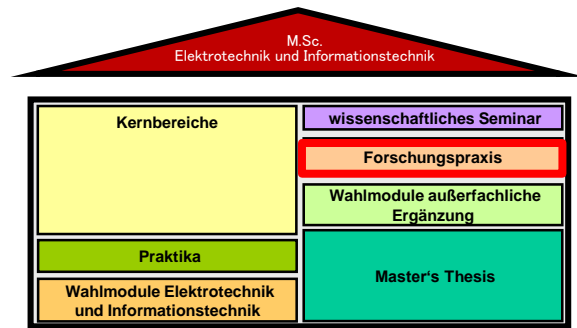 M.Sc.
Elektrotechnik und Informationstechnik
Kernbereiche
Praktika
Wahlmodule Elektrotechnik
und Informationstechnik
wissenschaftliches Seminar
Forschungspraxis
Wahlmodule außerfachliche
Ergänzung
Master‘s Thesis